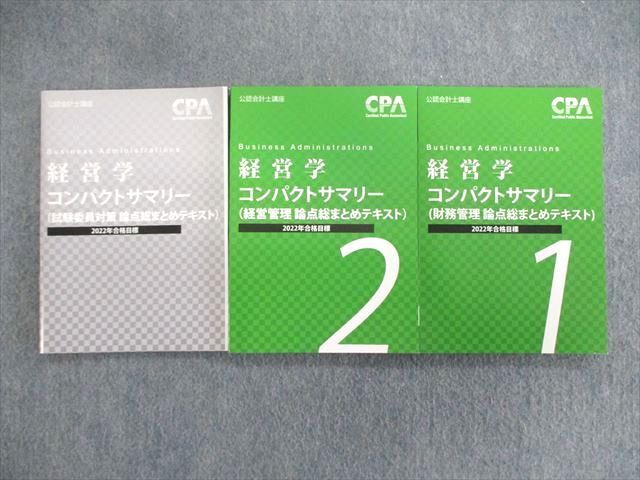 公認会計士講座
CPA
Certified Public Accountant
Business Administrations
経営学
コンパクトサマリー
(試験委員対策 論点総まとめテキスト)
2022年合格目標
公認会計士講座
CPA
Certified Public Accountant
Business Administrations
経営学
コンパクトサマリー
(経営管理 論点総まとめテキスト)
2022年合格目標
2
公認会計士講座
CPA
Certified Public Accountant
Business Administrations
経営学
コンパクトサマリー
(財務管理 論点総まとめテキスト)
2022年合格目標
1